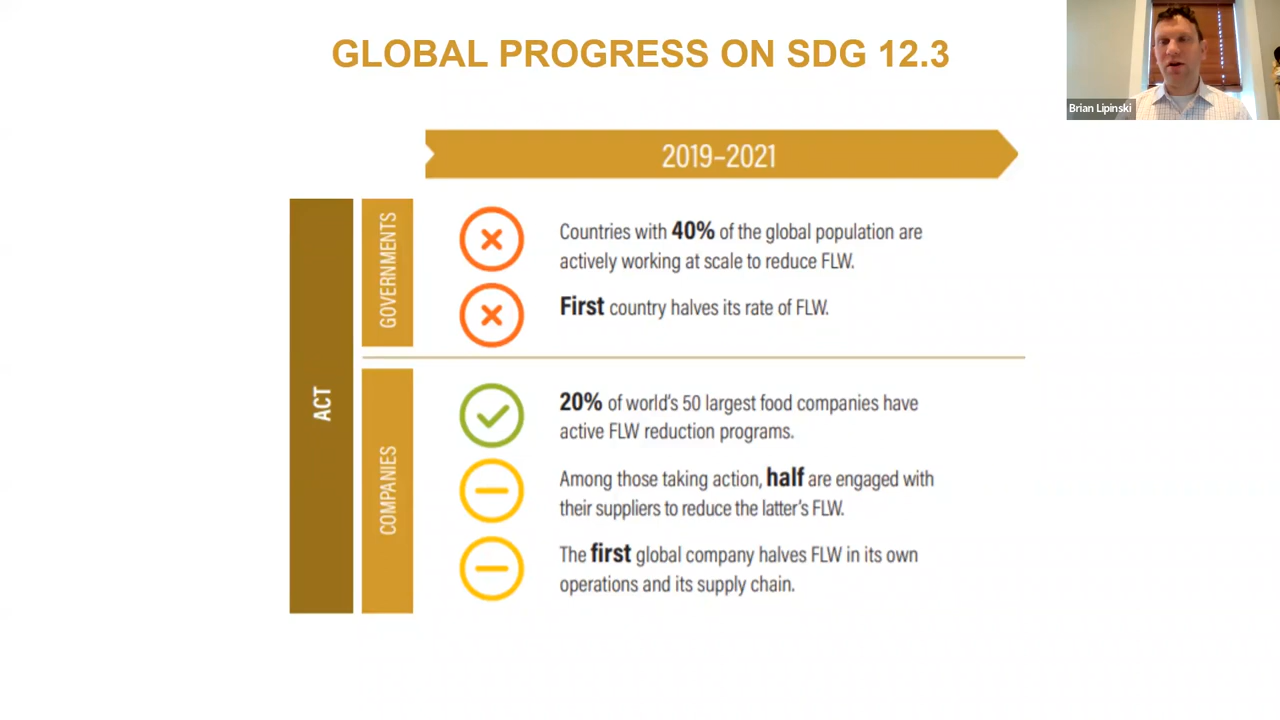 GLOBAL PROGRESS ON SDG 12.3
Brian Lipinski
2019–2021
ACT
GOVERNMENTS
Countries with 40% of the global population are
actively working at scale to reduce FLW.
First country halves its rate of FLW.
COMPANIES
20% of world's 50 largest food companies have
active FLW reduction programs.
Among those taking action, half are engaged with
their suppliers to reduce the latter's FLW.
The first global company halves FLW in its own
operations and its supply chain.